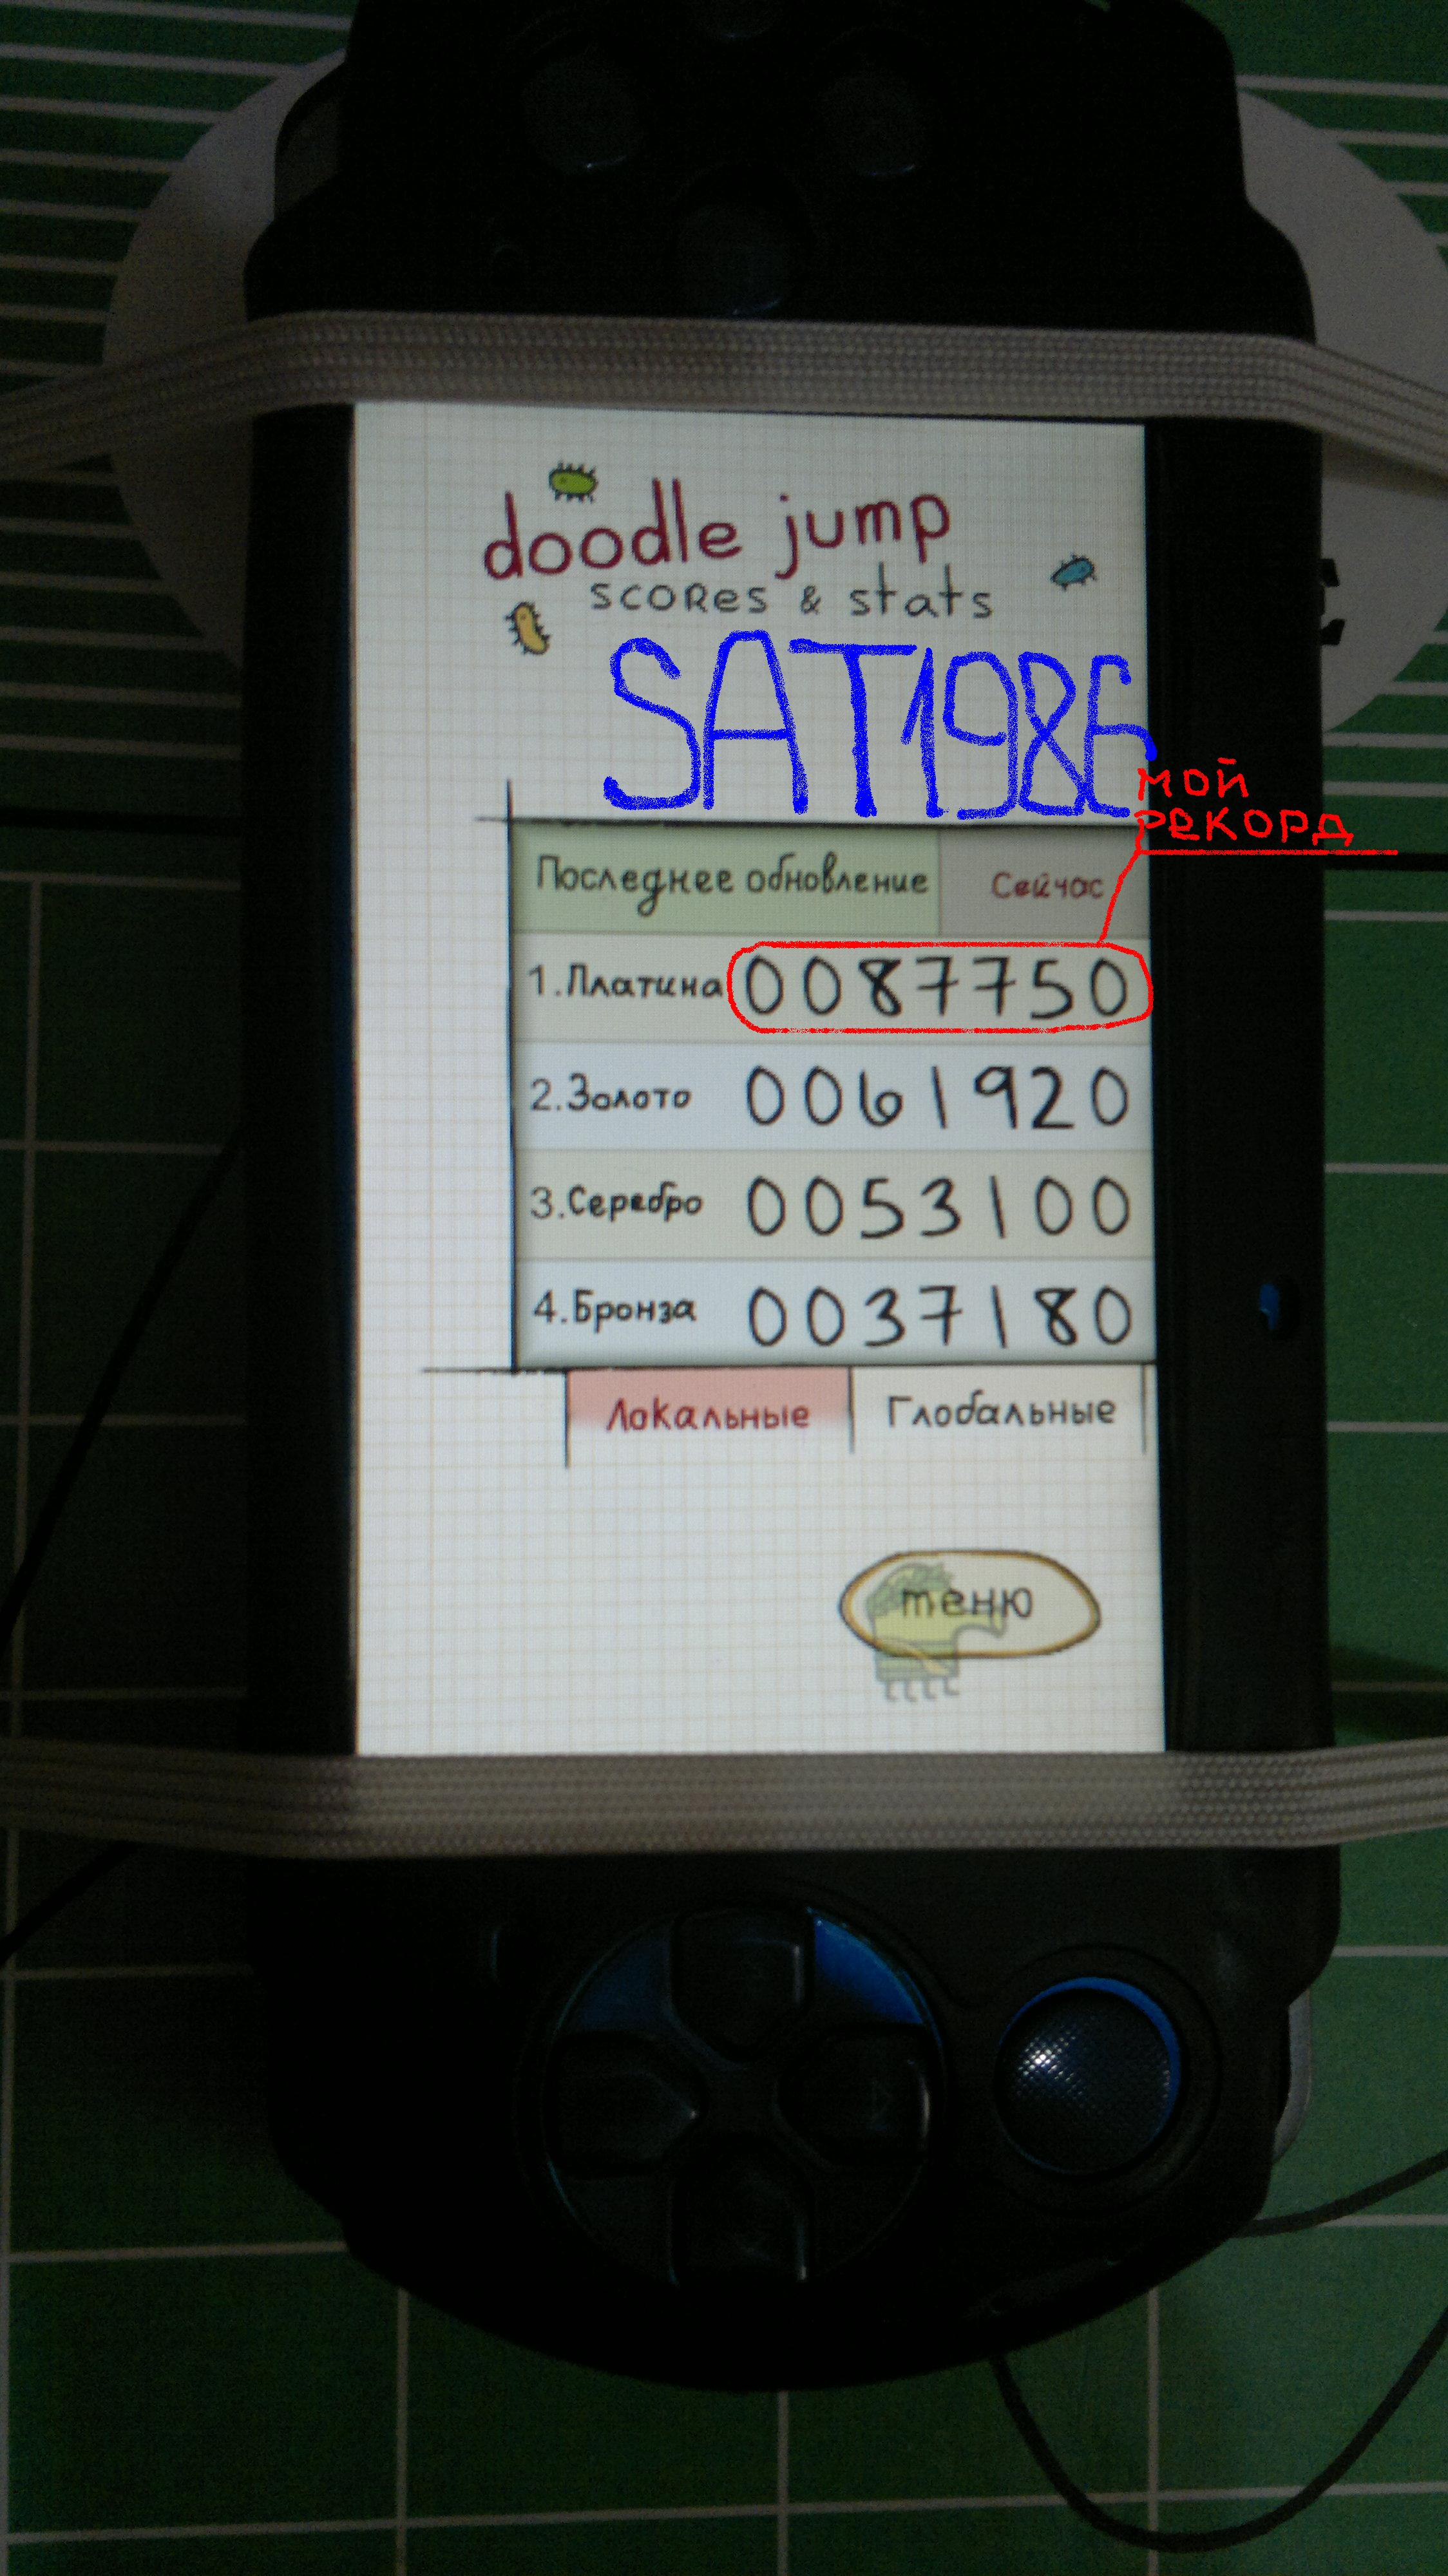 doodle jump
scores & stats
SAT1986
мой
рекорд
Последнее обновление Сейчас
1.Платина 0087750
2.Золото 0061920
3.Серебро 0053100
4.Бронза 0037180
Локальные Глобальные
меню